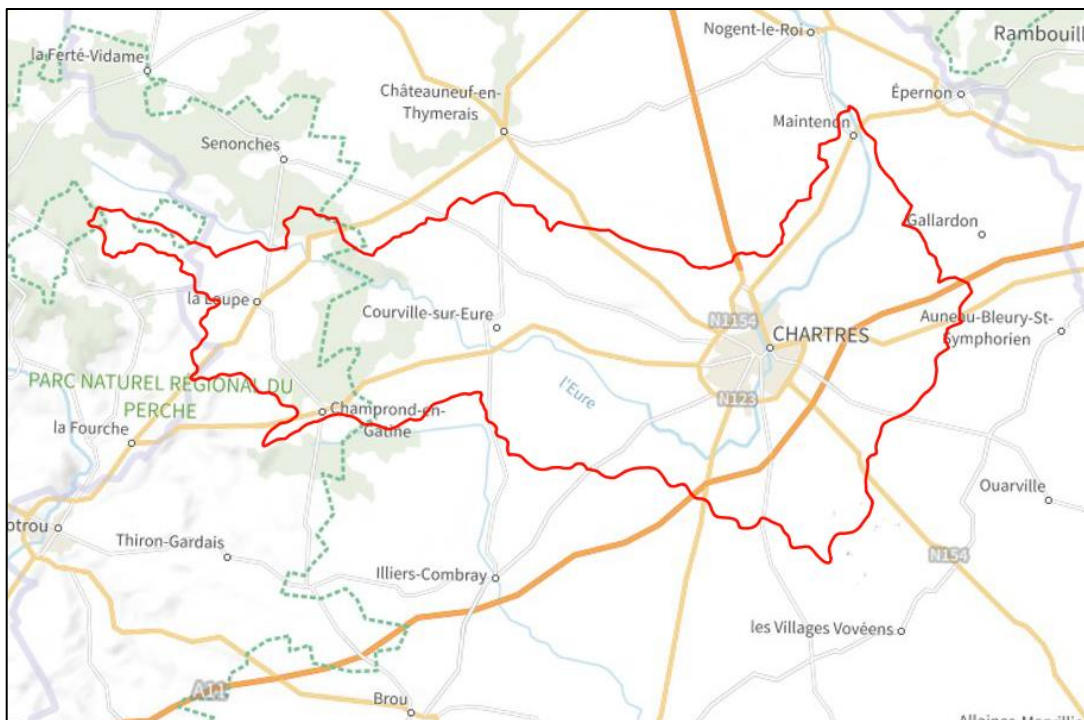 Nogent-le-Roi
Rambouill
la Ferté-Vidame
Châteauneuf-en-
Thymerais
Épernon
Maintenon
Senonches
Gallardon
la Loupe
Courville-sur-Eure
N1154
CHARTRES
Auneau-Bleury-St-
Symphorien
PARC NATUREL RÉGIONAL DU
PERCHE
l'Eure
N123
Champrond-en-
Gâtine
la Fourche
Ouarville
otrou
Thiron-Gardais
N154
Illiers-Combray
les Villages Vovéens
A11
Brou